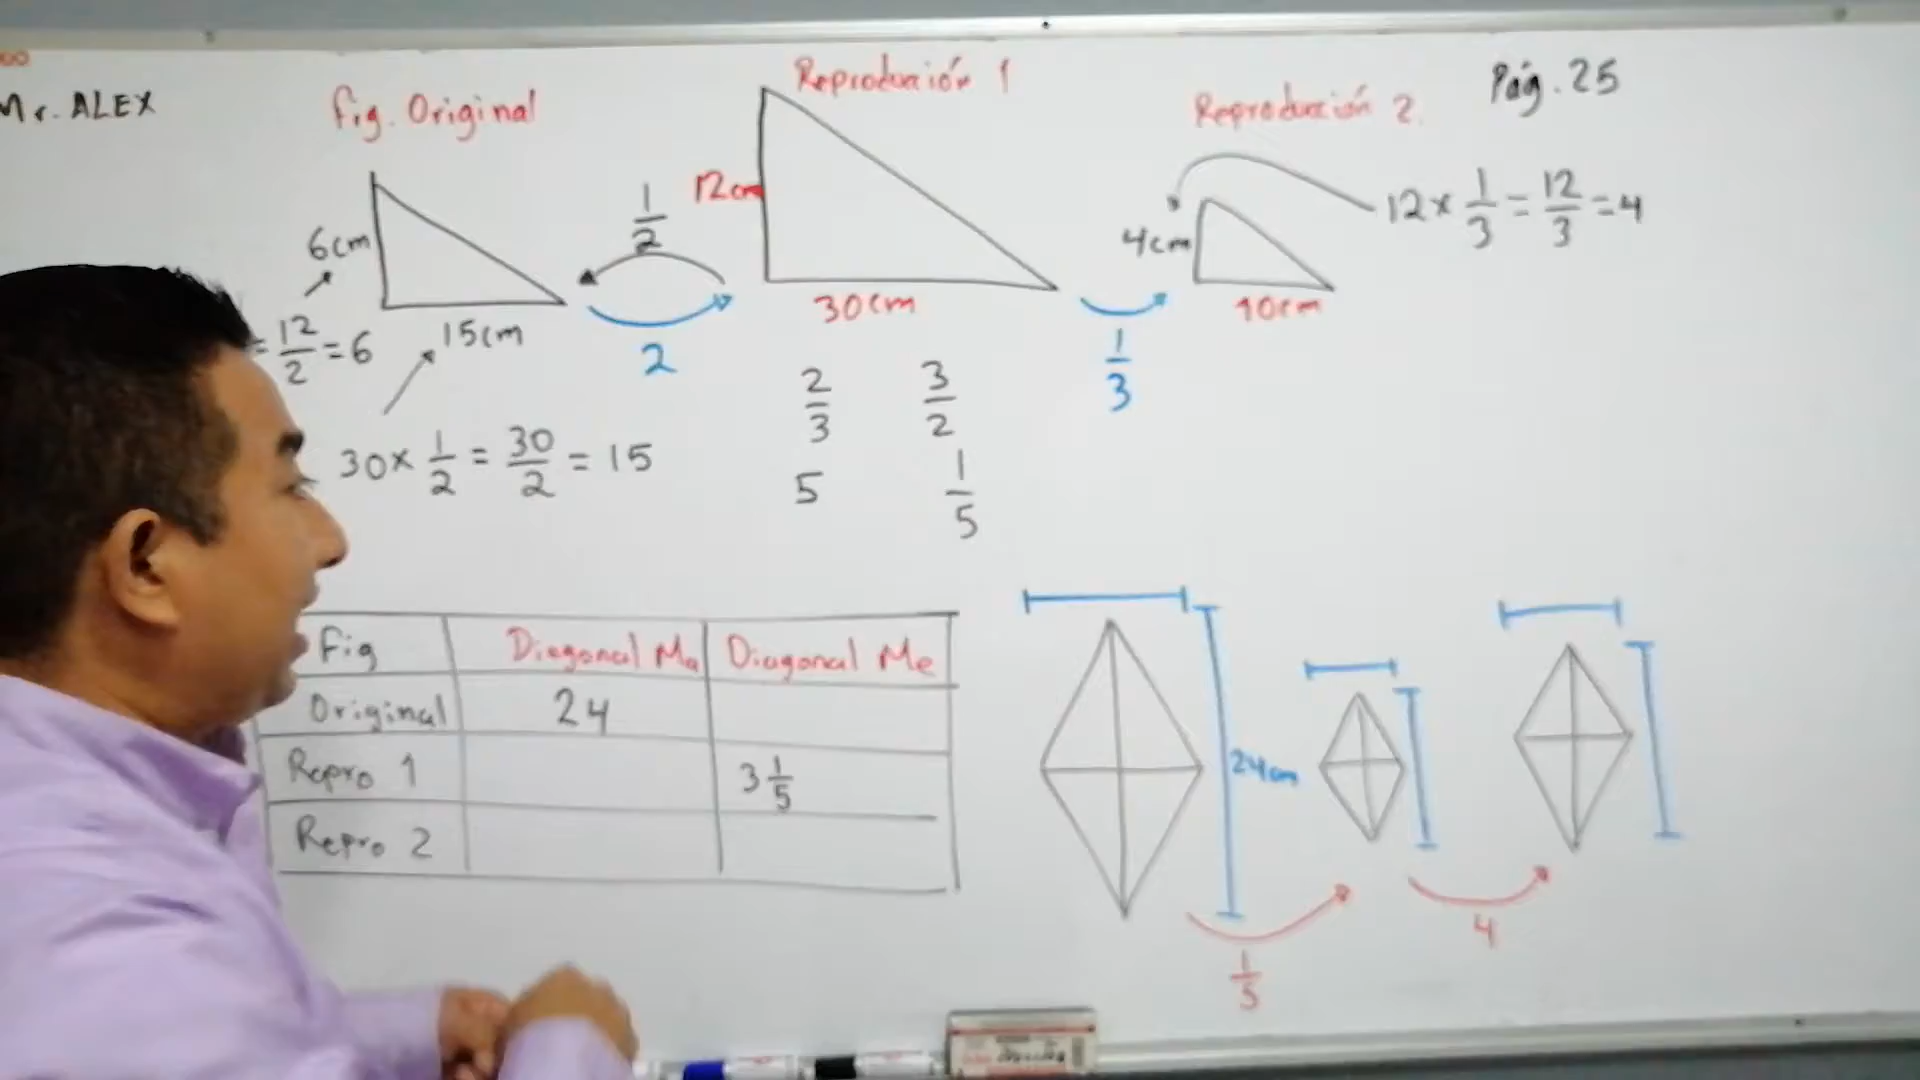 Mr. ALEX
Fig. Original
Reproducción 1
Reproducción 2.
Pág. 25
6cm
15cm
= 12/2 = 6
30 x 1/2 = 30/2 = 15
1/2
2
12cm
30cm
2/3 3/2
5 1/5
1/3
4cm
10cm
12 x 1/3 = 12/3 = 4
Fig Diagonal Ma Diagonal Me
Original 24
Repro 1 3 1/5
Repro 2
24cm
1/5
4